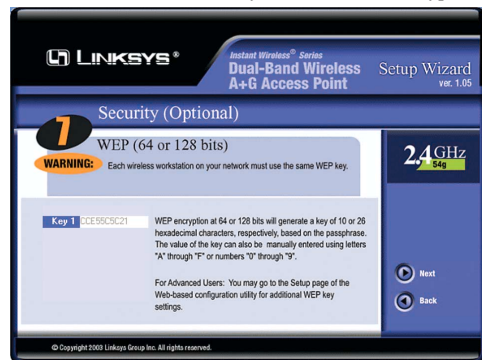 LINKSYS®
Instant Wireless® Series
Dual-Band Wireless
A+G Access Point
Setup Wizard
ver. 1.05
Security (Optional)
7
WEP (64 or 128 bits)
WARNING:
Each wireless workstation on your network must use the same WEP key.
2.4 GHz
54g
Key 1 CCE55C5C21
WEP encryption at 64 or 128 bits will generate a key of 10 or 26
hexadecimal characters, respectively, based on the passphrase.
The value of the key can also be manually entered using letters
"A" through "F" or numbers "0" through "9".
For Advanced Users: You may go to the Setup page of the
Web-based configuration utility for additional WEP key
settings.
Next
Back
© Copyright 2003 Linksys Group Inc. All rights reserved.